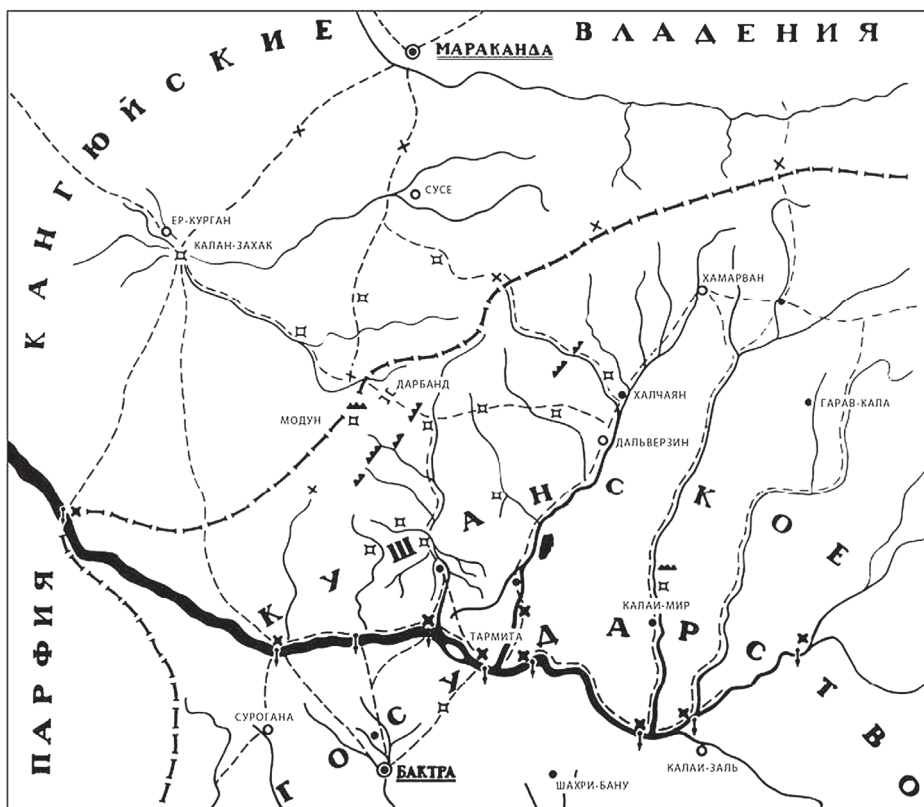 КАНГЮЙСКИЕ ВЛАДЕНИЯ
МАРАКАНДА
СУСЕ
ЕР-КУРГАН
КАЛАН-ЗАХАК
ХАМАРВАН
ДАРБАНД
ХАЛЧАЯН
ГАРАВ-КАЛА
МОДУН
ДАЛЬВЕРЗИН
КУШАНСКОЕ
ПАРФИЯ
КАЛАИ-МИР
ТАРМИТА
ГОСУДАРСТВО
СУРОГАНА
КАЛАИ-ЗАЛЬ
БАКТРА
ШАХРИ-БАНУ